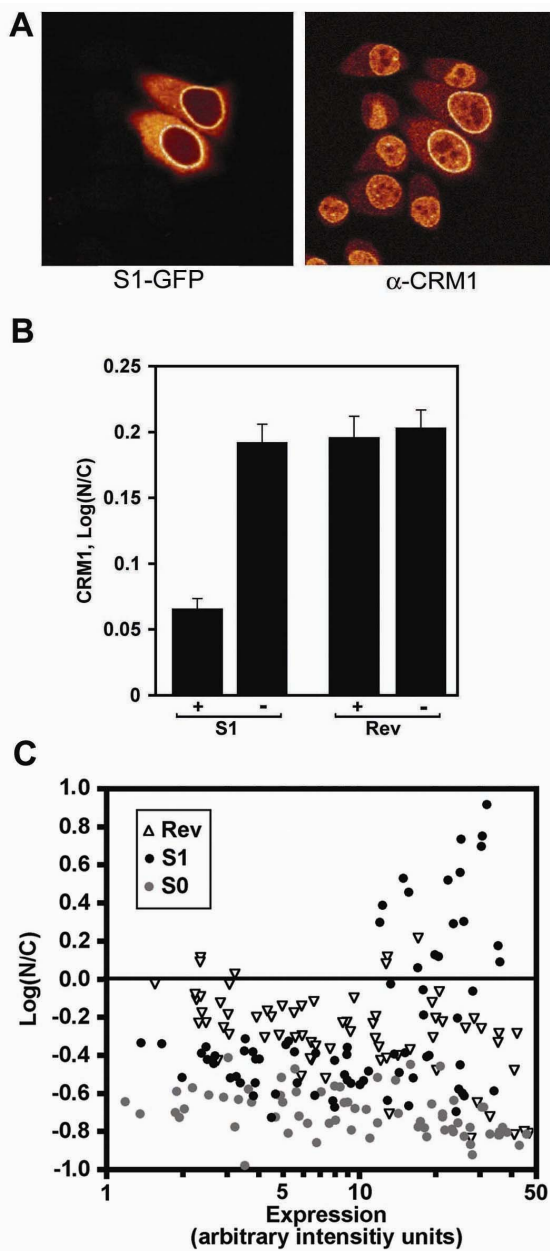 A
S1-GFP
α-CRM1
B
0.25
0.2
0.15
0.1
0.05
0
CRM1, Log(N/C)
+
-
+
-
S1
Rev
C
1.0
0.8
0.6
0.4
0.2
0.0
-0.2
-0.4
-0.6
-0.8
-1.0
Log(N/C)
Rev
S1
S0
1
5
10
50
Expression
(arbitrary intensitiy units)